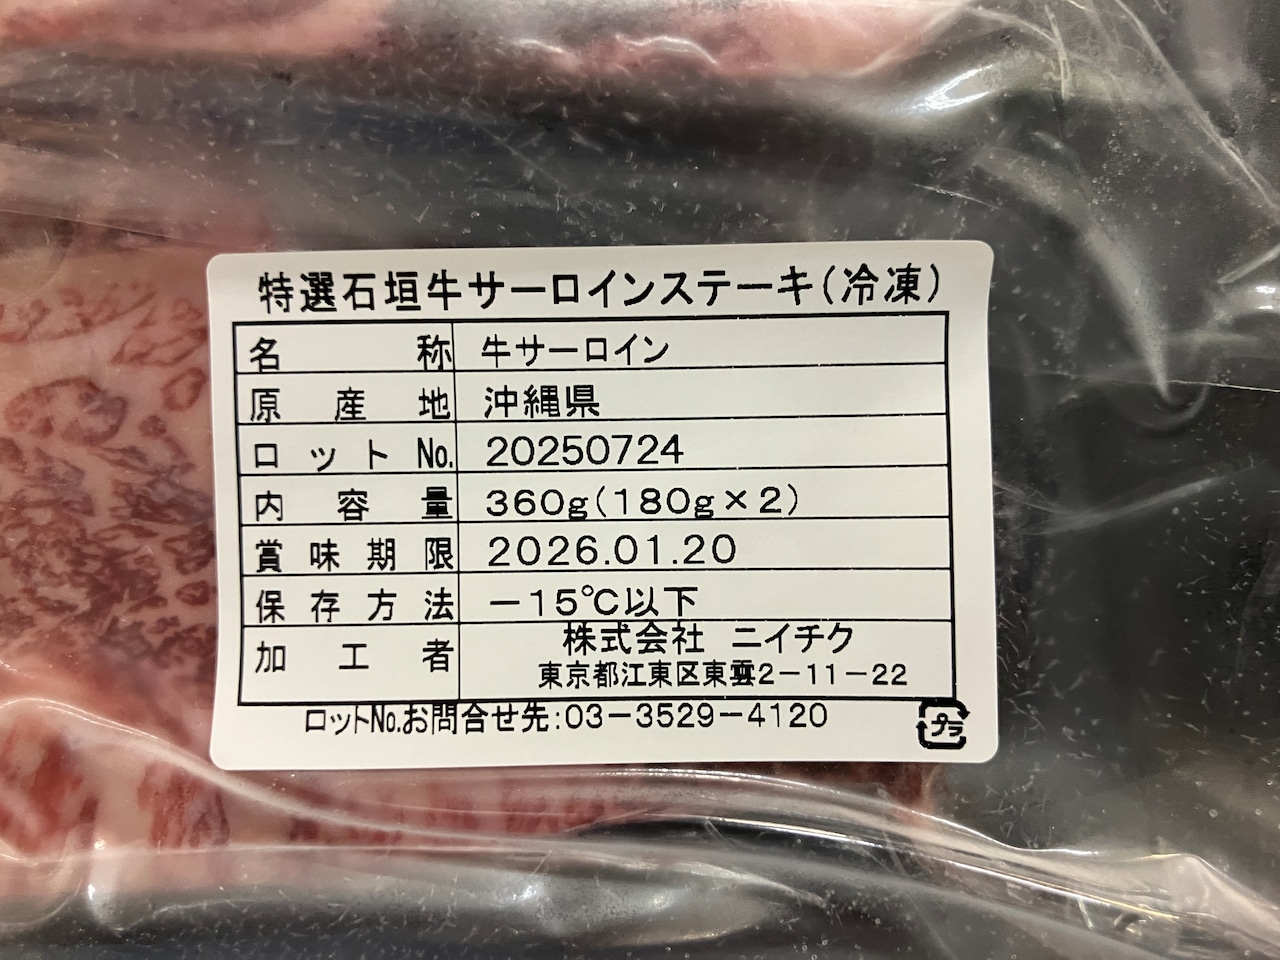 特選石垣牛サーロインステーキ(冷凍)
名称 牛サーロイン
原産地 沖縄県
ロットNo. 20250724
内容量 360g(180g×2)
賞味期限 2026.01.20
保存方法 －15℃以下
加工者 株式会社 ニイチク
東京都江東区東雲2－11－22
ロットNo.お問合せ先:03－3529－4120
プラ